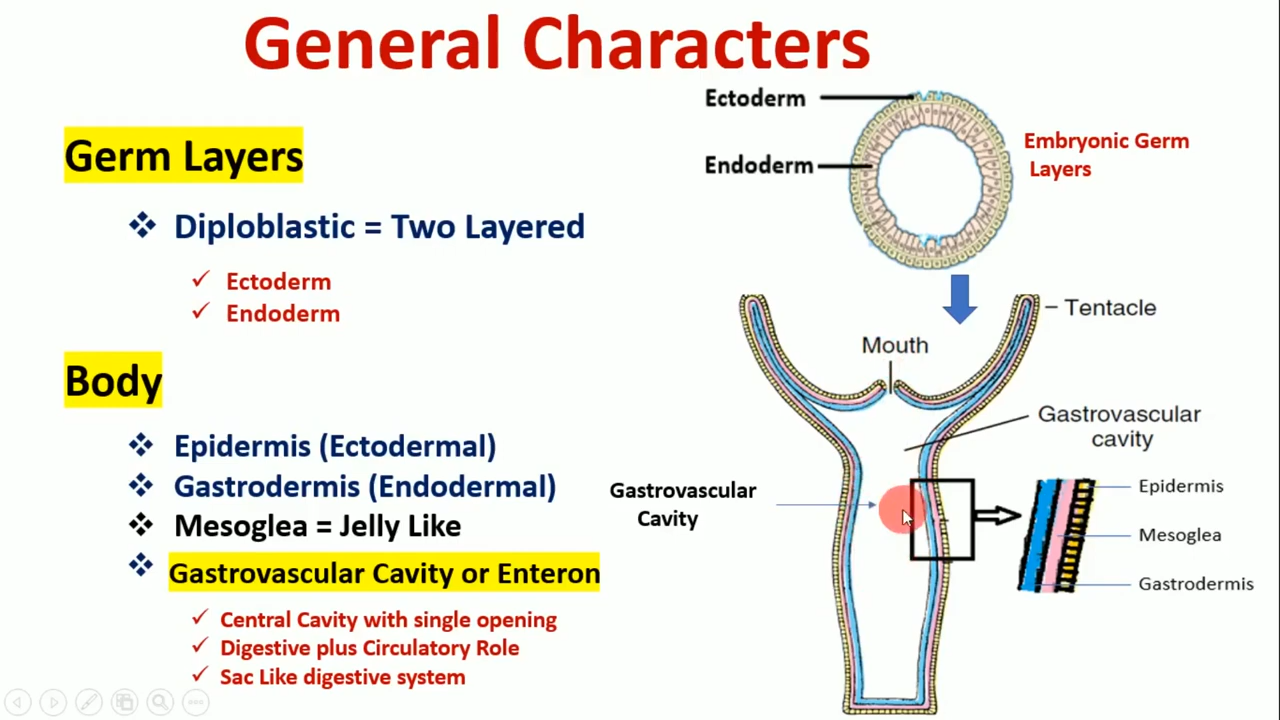 General Characters
Germ Layers
Diploblastic = Two Layered
Ectoderm
Endoderm
Body
Epidermis (Ectodermal)
Gastrodermis (Endodermal)
Mesoglea = Jelly Like
Gastrovascular Cavity or Enteron
Central Cavity with single opening
Digestive plus Circulatory Role
Sac Like digestive system
Ectoderm
Endoderm
Embryonic Germ
Layers
Tentacle
Mouth
Gastrovascular
cavity
Gastrovascular
Cavity
Epidermis
Mesoglea
Gastrodermis